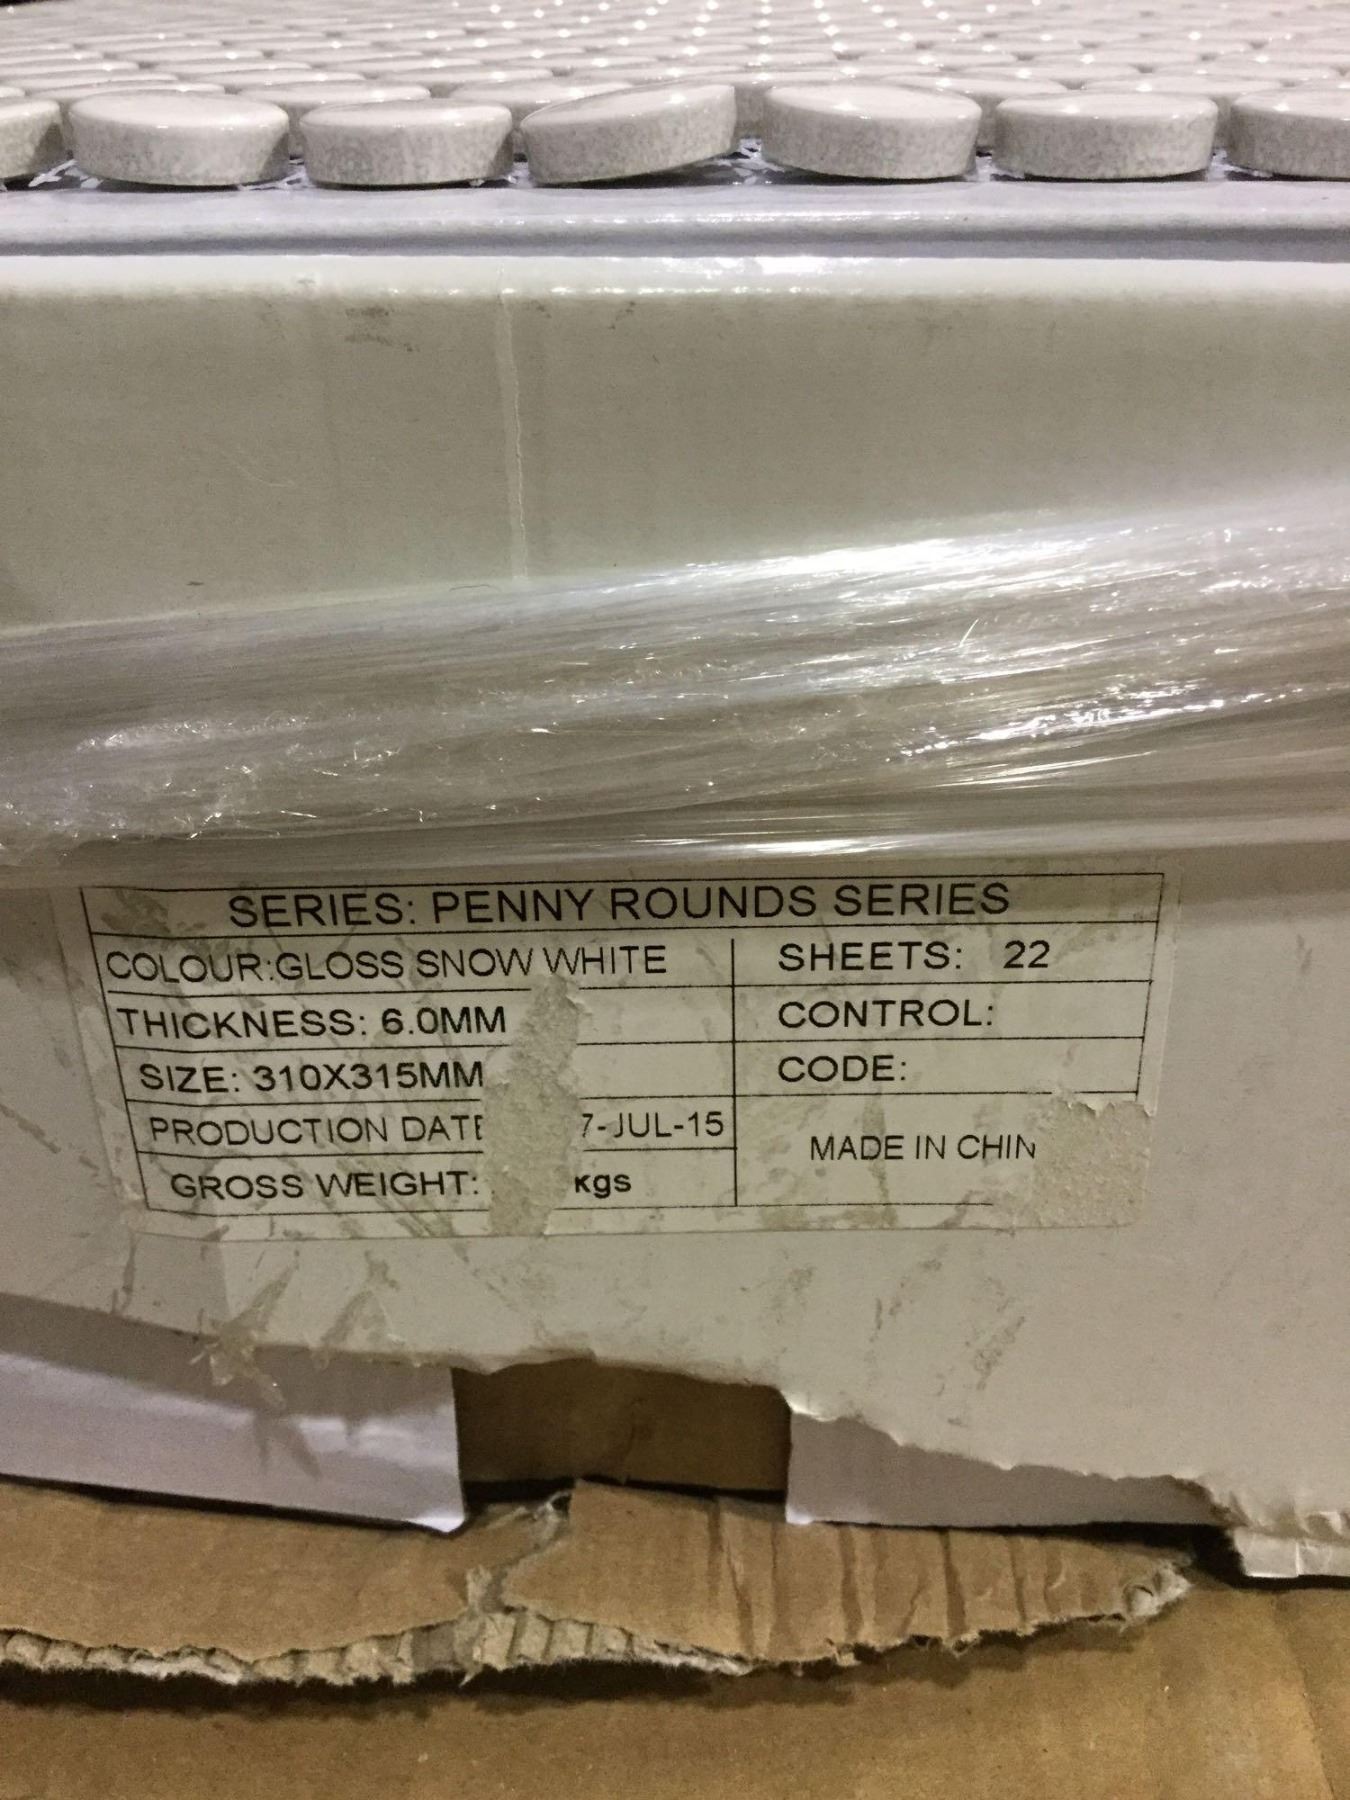 SERIES: PENNY ROUNDS SERIES
COLOUR:GLOSS SNOW WHITE
SHEETS: 22
THICKNESS: 6.0MM
CONTROL:
SIZE: 310X315MM
CODE:
PRODUCTION DATE 7-JUL-15
MADE IN CHIN
GROSS WEIGHT: kgs